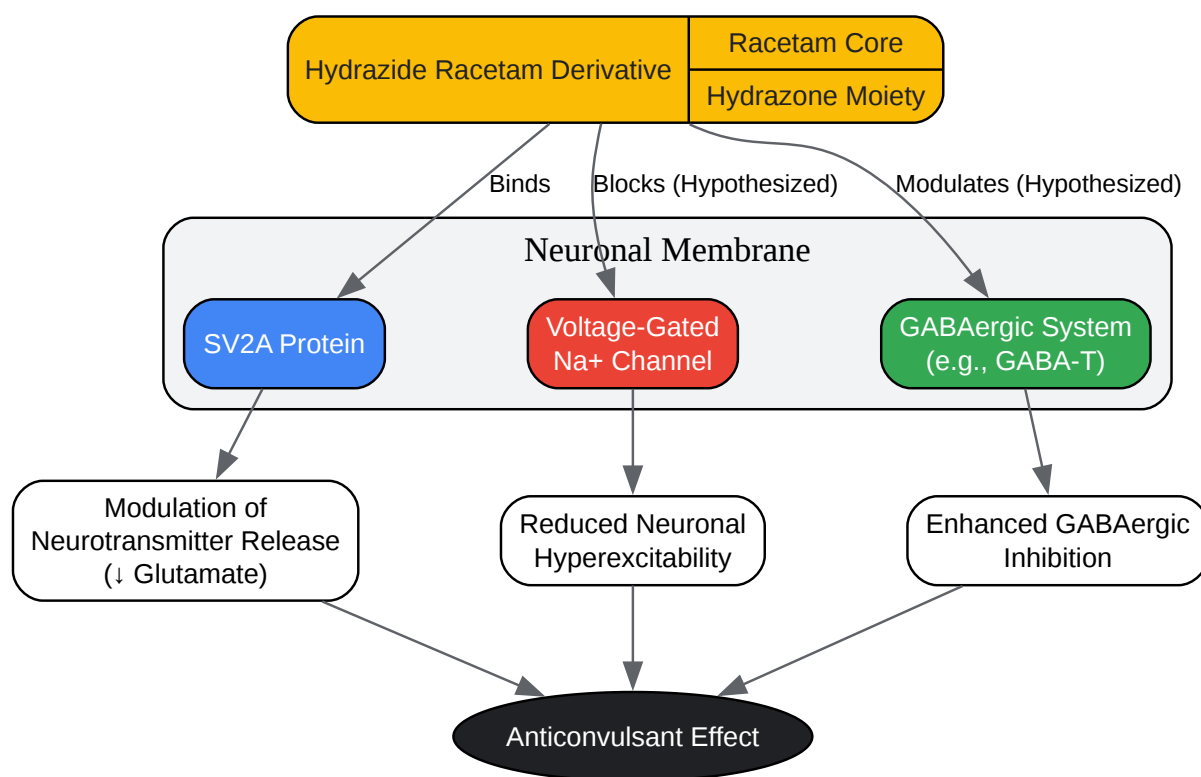 Hydrazide Racetam Derivative
Racetam Core
Hydrazone Moiety
Binds
Blocks (Hypothesized)
Modulates (Hypothesized)
Neuronal Membrane
SV2A Protein
Voltage-Gated
Na+ Channel
GABAergic System
(e.g., GABA-T)
Modulation of
Neurotransmitter Release
(↓ Glutamate)
Reduced Neuronal
Hyperexcitability
Enhanced GABAergic
Inhibition
Anticonvulsant Effect